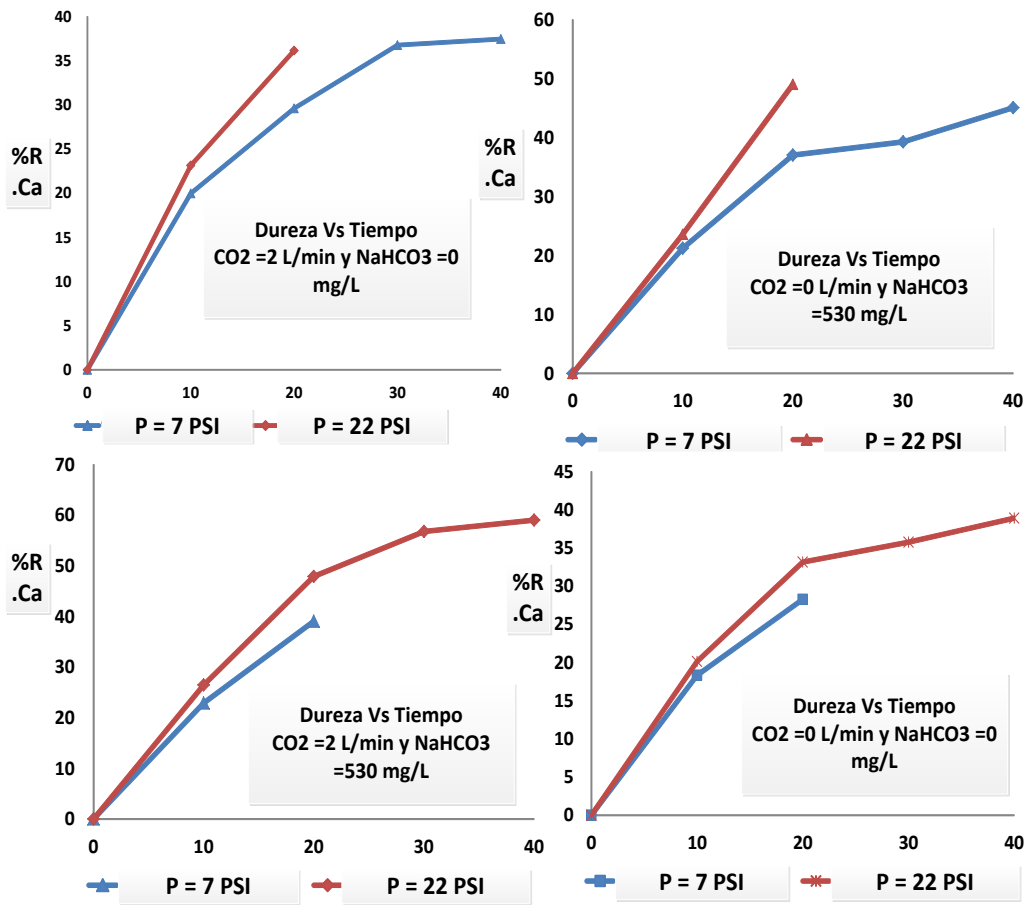 40
35
30
25
20
15
10
5
0
%R
.Ca
Dureza Vs Tiempo
CO2 =2 L/min y NaHCO3 =0
mg/L
0 10 20 30 40
P = 7 PSI P = 22 PSI
60
50
40
30
20
10
0
%R
.Ca
Dureza Vs Tiempo
CO2 =0 L/min y NaHCO3
=530 mg/L
0 10 20 30 40
P = 7 PSI P = 22 PSI
70
60
50
40
30
20
10
0
%R
.Ca
Dureza Vs Tiempo
CO2 =2 L/min y NaHCO3
=530 mg/L
0 10 20 30 40
P = 7 PSI P = 22 PSI
45
40
35
30
25
20
15
10
5
0
%R
.Ca
Dureza Vs Tiempo
CO2 =0 L/min y NaHCO3 =0
mg/L
0 10 20 30 40
P = 7 PSI P = 22 PSI